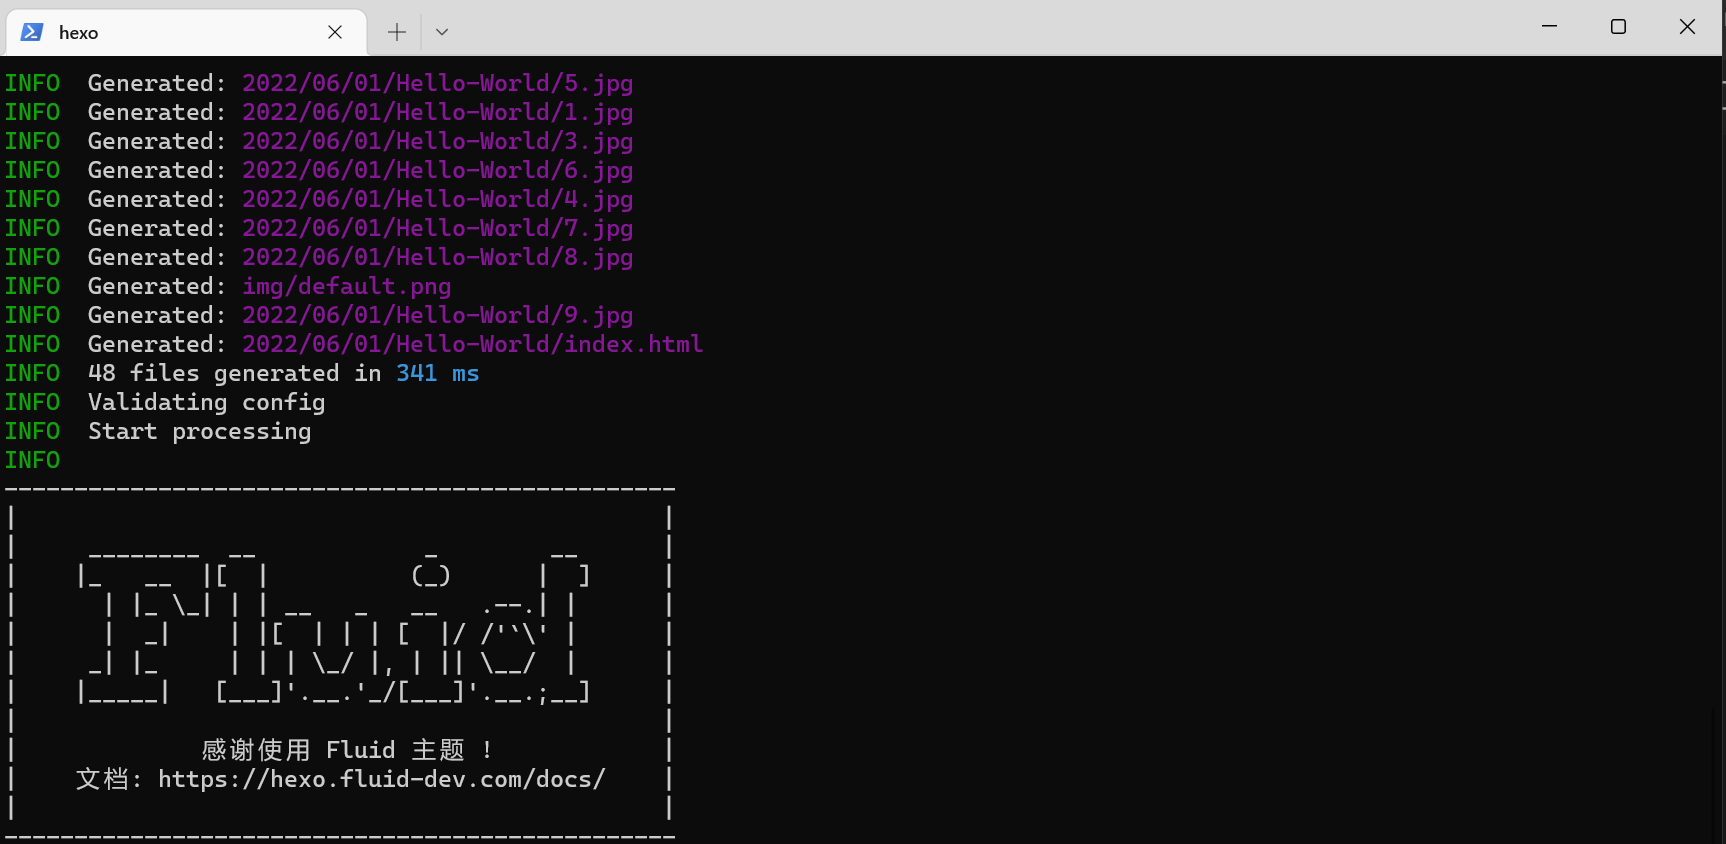 hexo
INFO  Generated: 2022/06/01/Hello-World/5.jpg
INFO  Generated: 2022/06/01/Hello-World/1.jpg
INFO  Generated: 2022/06/01/Hello-World/3.jpg
INFO  Generated: 2022/06/01/Hello-World/6.jpg
INFO  Generated: 2022/06/01/Hello-World/4.jpg
INFO  Generated: 2022/06/01/Hello-World/7.jpg
INFO  Generated: 2022/06/01/Hello-World/8.jpg
INFO  Generated: img/default.png
INFO  Generated: 2022/06/01/Hello-World/9.jpg
INFO  Generated: 2022/06/01/Hello-World/index.html
INFO  48 files generated in 341 ms
INFO  Validating config
INFO  Start processing
INFO
Fluid
感谢使用 Fluid 主题 !
文档: https://hexo.fluid-dev.com/docs/